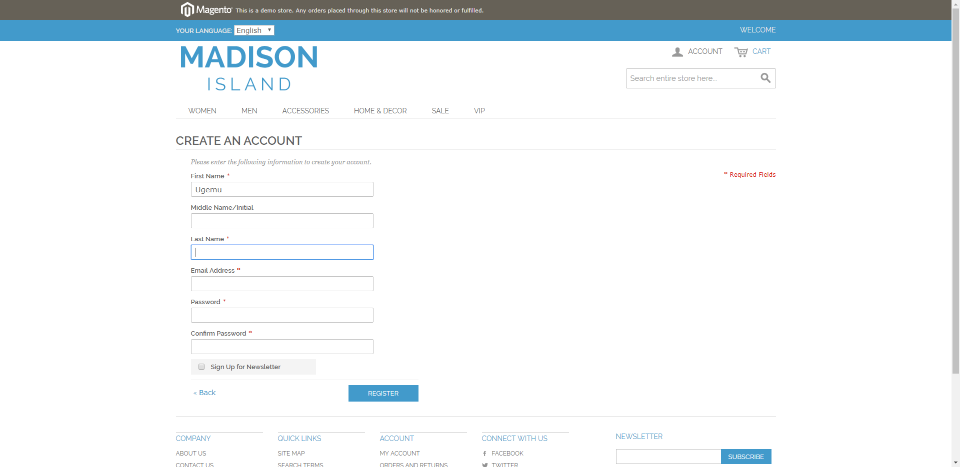 Magento This is a demo store. Any orders placed through this store will not be honored or fulfilled.
YOUR LANGUAGE: English WELCOME
MADISON
ISLAND
ACCOUNT CART
Search entire store here...
WOMEN MEN ACCESSORIES HOME & DECOR SALE VIP
CREATE AN ACCOUNT
Please enter the following information to create your account.
* Required Fields
First Name *
Ugemu
Middle Name/Initial
Last Name *
Email Address *
Password *
Confirm Password *
Sign Up for Newsletter
« Back REGISTER
COMPANY QUICK LINKS ACCOUNT CONNECT WITH US NEWSLETTER
ABOUT US SITE MAP MY ACCOUNT FACEBOOK
SUBSCRIBE
CONTACT US SEARCH TERMS ORDERS AND RETURNS TWITTER